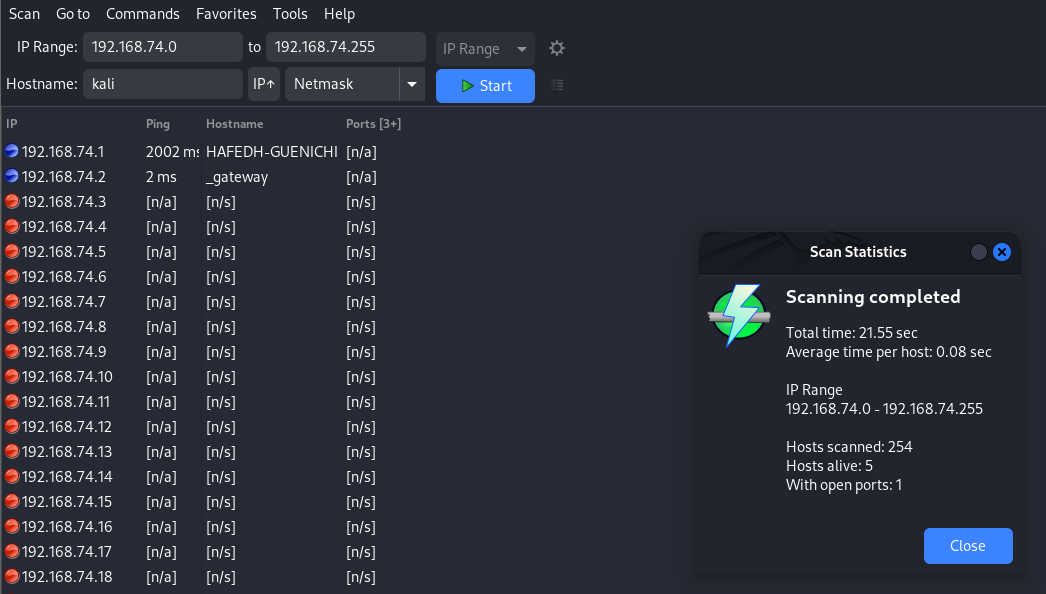 Scan Go to Commands Favorites Tools Help
IP Range: 192.168.74.0 to 192.168.74.255 IP Range
Hostname: kali IP↑ Netmask Start
IP Ping Hostname Ports [3+]
192.168.74.1 2002 ms HAFEDH-GUENICHI [n/a]
192.168.74.2 2 ms _gateway [n/a]
192.168.74.3 [n/a] [n/s] [n/s]
192.168.74.4 [n/a] [n/s] [n/s]
192.168.74.5 [n/a] [n/s] [n/s]
192.168.74.6 [n/a] [n/s] [n/s]
192.168.74.7 [n/a] [n/s] [n/s]
192.168.74.8 [n/a] [n/s] [n/s]
192.168.74.9 [n/a] [n/s] [n/s]
192.168.74.10 [n/a] [n/s] [n/s]
192.168.74.11 [n/a] [n/s] [n/s]
192.168.74.12 [n/a] [n/s] [n/s]
192.168.74.13 [n/a] [n/s] [n/s]
192.168.74.14 [n/a] [n/s] [n/s]
192.168.74.15 [n/a] [n/s] [n/s]
192.168.74.16 [n/a] [n/s] [n/s]
192.168.74.17 [n/a] [n/s] [n/s]
192.168.74.18 [n/a] [n/s] [n/s]
Scan Statistics
Scanning completed
Total time: 21.55 sec
Average time per host: 0.08 sec
IP Range
192.168.74.0 - 192.168.74.255
Hosts scanned: 254
Hosts alive: 5
With open ports: 1
Close